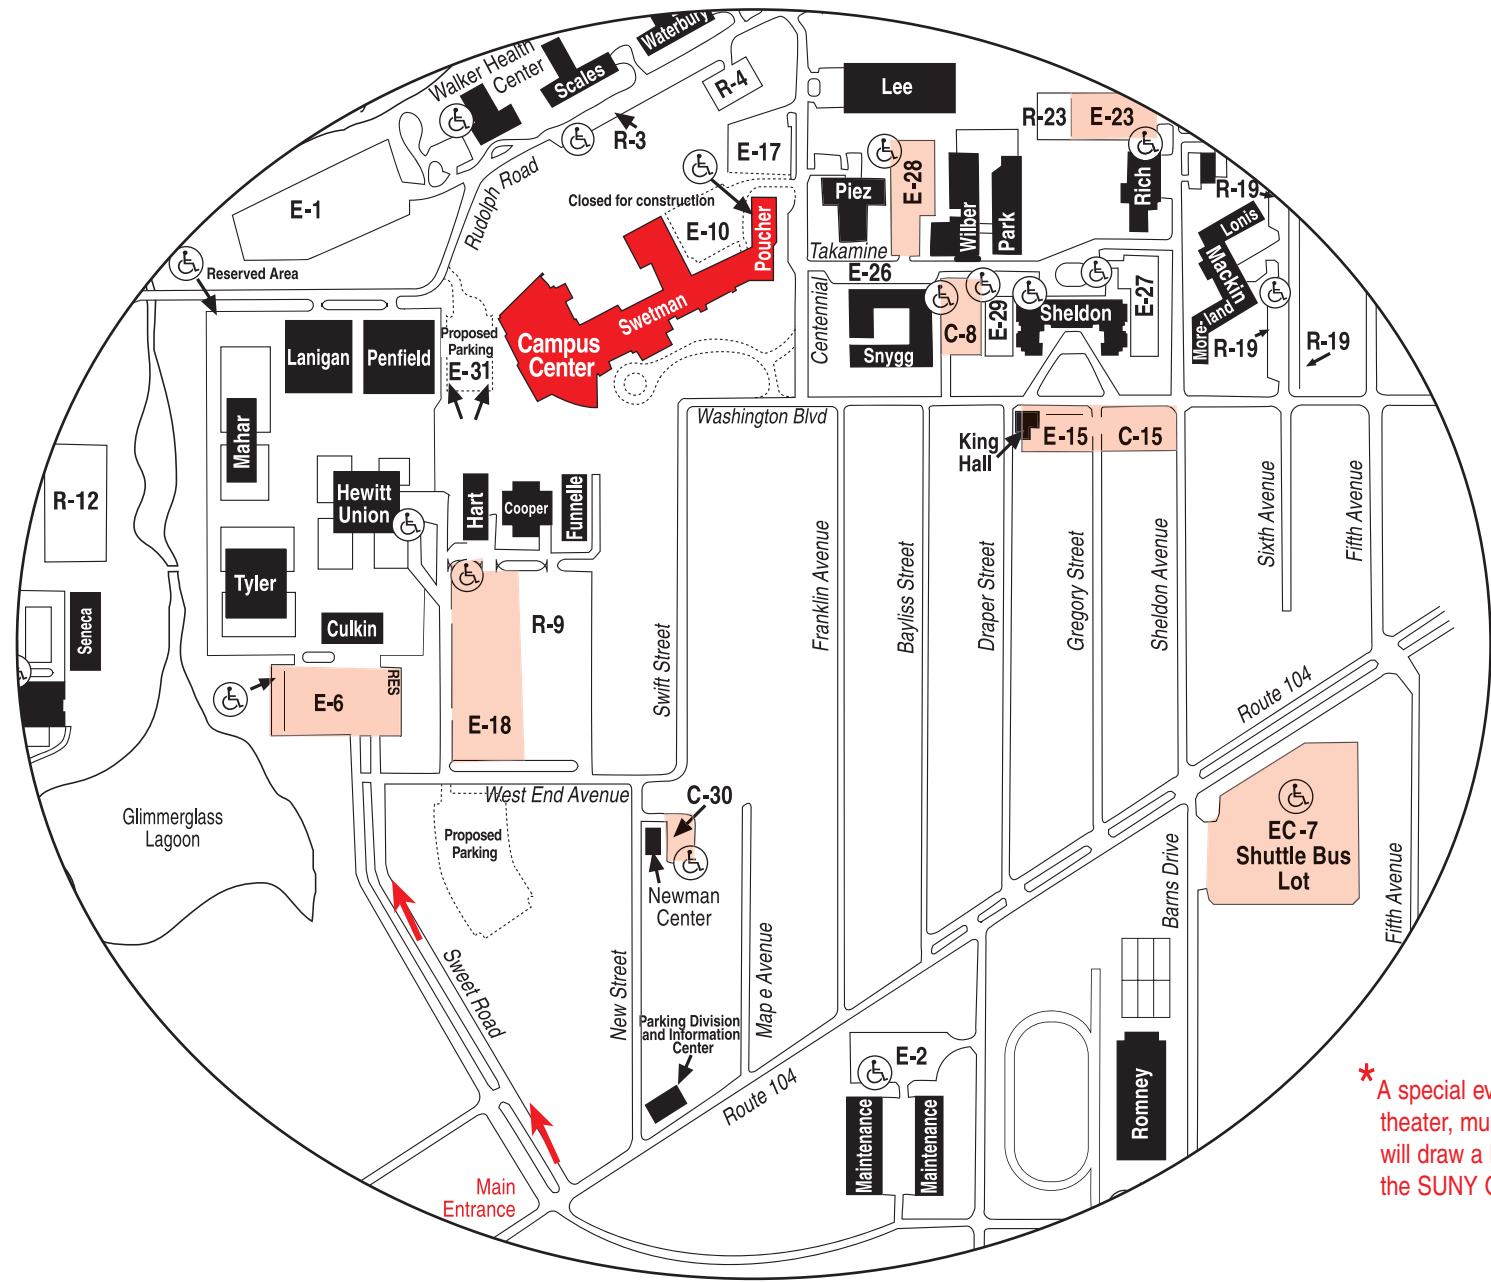 Waterbury
Walker Health
Center
Scales
R-4
Lee
R-3
R-23
E-23
E-17
E-28
Rich
Piez
Wilber
Park
R-19
Lonis
Mackin
More-
land
E-1
Rudolph Road
Closed for construction
E-10
Poucher
Takamine
E-26
Reserved Area
Swetman
Centennial
E-29
Sheldon
E-27
Proposed
Parking
E-31
Campus
Center
Lanigan
Penfield
Snygg
C-8
R-19
R-19
Washington Blvd
King
Hall
E-15
C-15
Mahar
R-12
Hewitt
Union
Hart
Cooper
Funnelle
Tyler
Culkin
Seneca
R-9
Swift Street
Franklin Avenue
Bayliss Street
Draper Street
Gregory Street
Sheldon Avenue
Sixth Avenue
Fifth Avenue
RES
E-6
E-18
Route 104
West End Avenue
C-30
Glimmerglass
Lagoon
Proposed
Parking
Newman
Center
EC-7
Shuttle Bus
Lot
Barns Drive
Fifth Avenue
Sweet Road
New Street
Map e Avenue
Parking Division
and Information
Center
Route 104
E-2
Maintenance
Maintenance
Romney
Main
Entrance
*
A special ev
theater, mu
will draw a
the SUNY